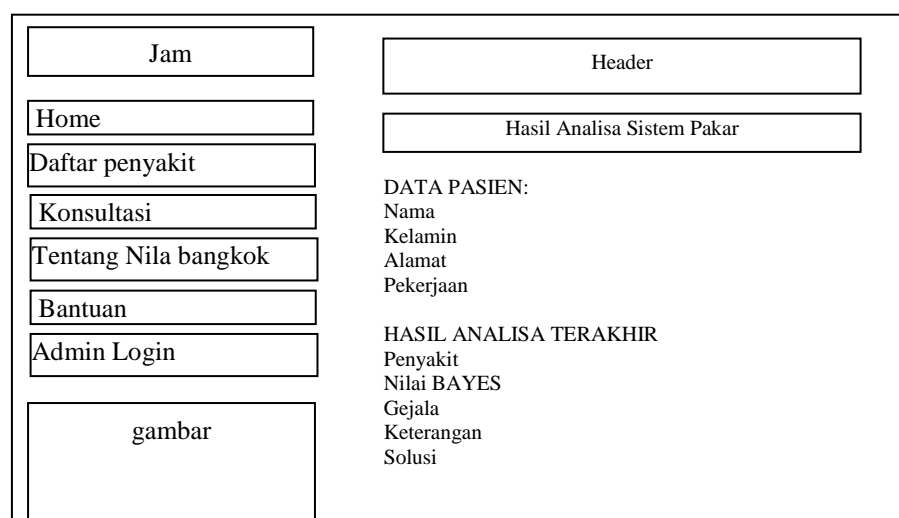 Jam
Home
Daftar penyakit
Konsultasi
Tentang Nila bangkok
Bantuan
Admin Login
gambar
Header
Hasil Analisa Sistem Pakar
DATA PASIEN:
Nama
Kelamin
Alamat
Pekerjaan
HASIL ANALISA TERAKHIR
Penyakit
Nilai BAYES
Gejala
Keterangan
Solusi